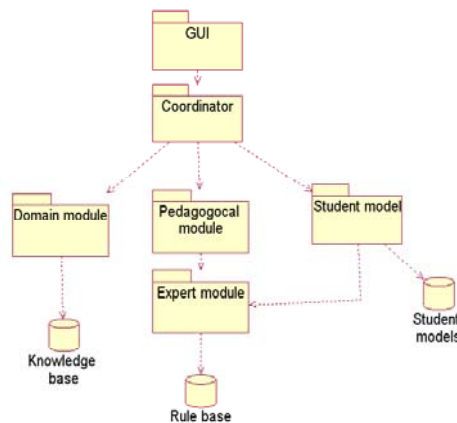 GUI
Coordinator
Domain module
Pedagogocal
module
Student model
Expert module
Knowledge
base
Student
models
Rule base